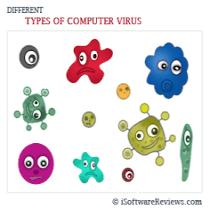 DIFFERENT
TYPES OF COMPUTER VIRUS
© iSoftwareReviews.com